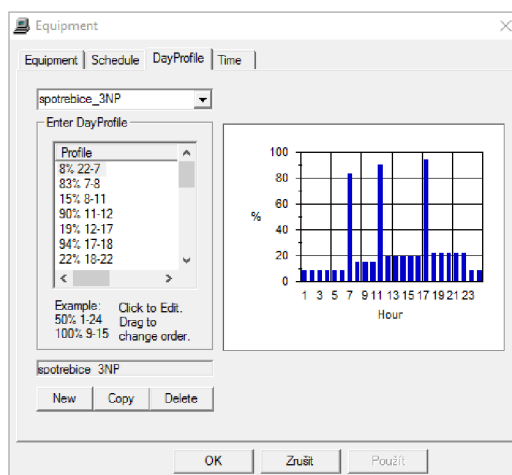 Equipment
Equipment Schedule DayProfile Time
spotrebice_3NP
Enter DayProfile
Profile
8% 22-7
83% 7-8
15% 8-11
90% 11-12
19% 12-17
94% 17-18
22% 18-22
Example:
50% 1-24
100% 9-15
Click to Edit.
Drag to
change order.
spotrebice_3NP
New Copy Delete
100
80
60
%
40
20
0
1 3 5 7 9 11 13 15 17 19 21 23
Hour
OK Zrušit Použít